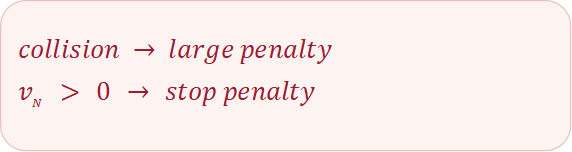 collision → large penalty
v_N > 0 → stop penalty